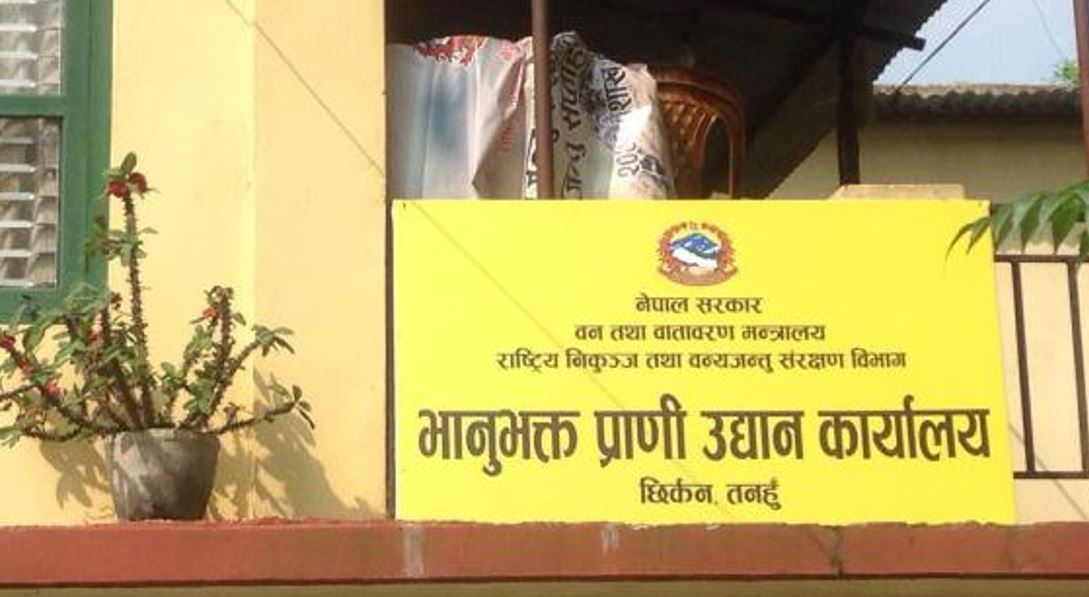 नेपाल सरकार
वन तथा वातावरण मन्त्रालय
राष्ट्रिय निकुञ्ज तथा वन्यजन्तु संरक्षण विभाग
भानुभक्त प्राणी उद्यान कार्यालय
छिर्कन, तनहुँ